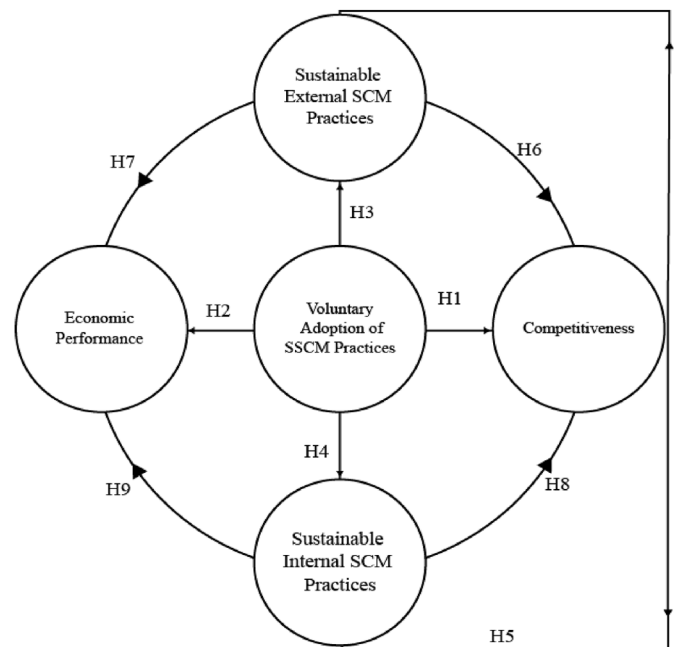 Sustainable
External SCM
Practices
H7
H6
H3
Economic
Performance
H2
Voluntary
Adoption of
SSCM Practices
H1
Competitiveness
H4
H9
H8
Sustainable
Internal SCM
Practices
H5